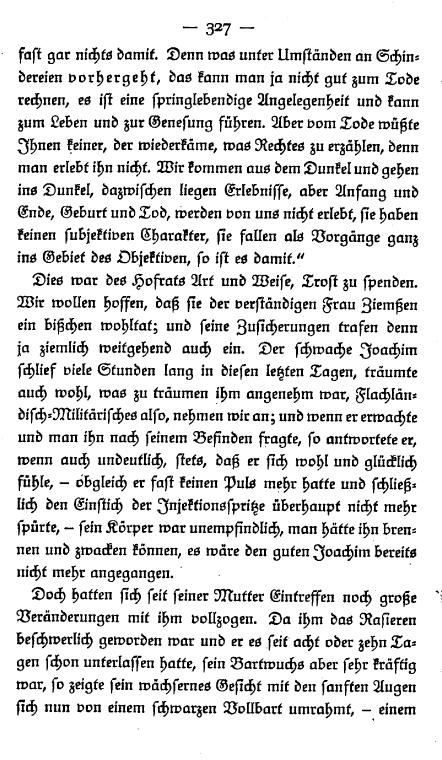 — 327 —
fast gar nichts damit. Denn was unter Umständen an Schin-
dereien vorhergeht, das kann man ja nicht gut zum Tode
rechnen, es ist eine springlebendige Angelegenheit und kann
zum Leben und zur Genesung führen. Aber vom Tode wüßte
Ihnen keiner, der wiederkäme, was Rechtes zu erzählen, denn
man erlebt ihn nicht. Wir kommen aus dem Dunkel und gehen
ins Dunkel, dazwischen liegen Erlebnisse, aber Anfang und
Ende, Geburt und Tod, werden von uns nicht erlebt, sie haben
keinen subjektiven Charakter, sie fallen als Vorgänge ganz
ins Gebiet des Objektiven, so ist es damit.“
Dies war des Hofrats Art und Weise, Trost zu spenden.
Wir wollen hoffen, daß sie der verständigen Frau Ziemßen
ein bißchen wohltat; und seine Zusicherungen trafen denn
ja ziemlich weitgehend auch ein. Der schwache Joachim
schlief viele Stunden lang in diesen letzten Tagen, träumte
auch wohl, was zu träumen ihm angenehm war, Flachlän-
disch-Militärisches also, nehmen wir an; und wenn er erwachte
und man ihn nach seinem Befinden fragte, so antwortete er,
wenn auch undeutlich, stets, daß er sich wohl und glücklich
fühle, – obgleich er fast keinen Puls mehr hatte und schließ-
lich den Einstich der Injektionsspritze überhaupt nicht mehr
spürte, – sein Körper war unempfindlich, man hätte ihn bren-
nen und zwacken können, es wäre den guten Joachim bereits
nicht mehr angegangen.
Doch hatten sich seit seiner Mutter Eintreffen noch große
Veränderungen mit ihm vollzogen. Da ihm das Rasieren
beschwerlich geworden war und er es seit acht oder zehn Ta-
gen schon unterlassen hatte, sein Bartwuchs aber sehr kräftig
war, so zeigte sein wächsernes Gesicht mit den sanften Augen
sich nun von einem schwarzen Vollbart umrahmt, – einem